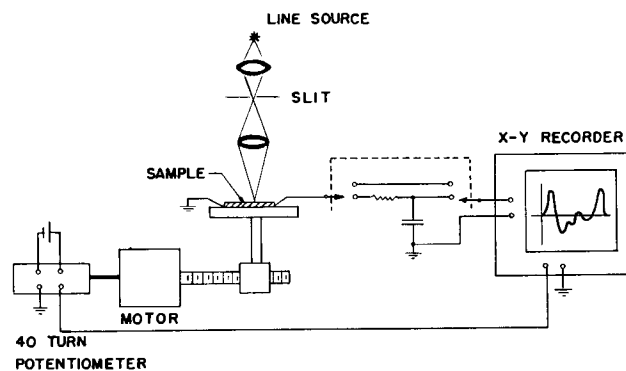 LINE SOURCE
SLIT
X-Y RECORDER
SAMPLE
MOTOR
40 TURN
POTENTIOMETER